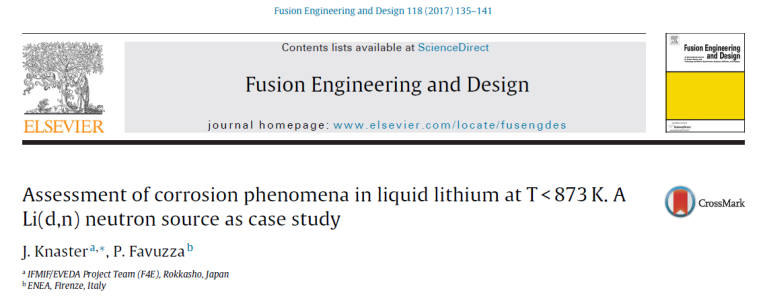 Fusion Engineering and Design 118 (2017) 135–141
Contents lists available at ScienceDirect
Fusion Engineering and Design
journal homepage: www.elsevier.com/locate/fusengdes
ELSEVIER
Fusion Engineering
and Design
Assessment of corrosion phenomena in liquid lithium at T < 873 K. A
Li(d,n) neutron source as case study
CrossMark
J. Knaster a,*, P. Favuzza b
a IFMIF/EVEDA Project Team (F4E), Rokkasho, Japan
b ENEA, Firenze, Italy